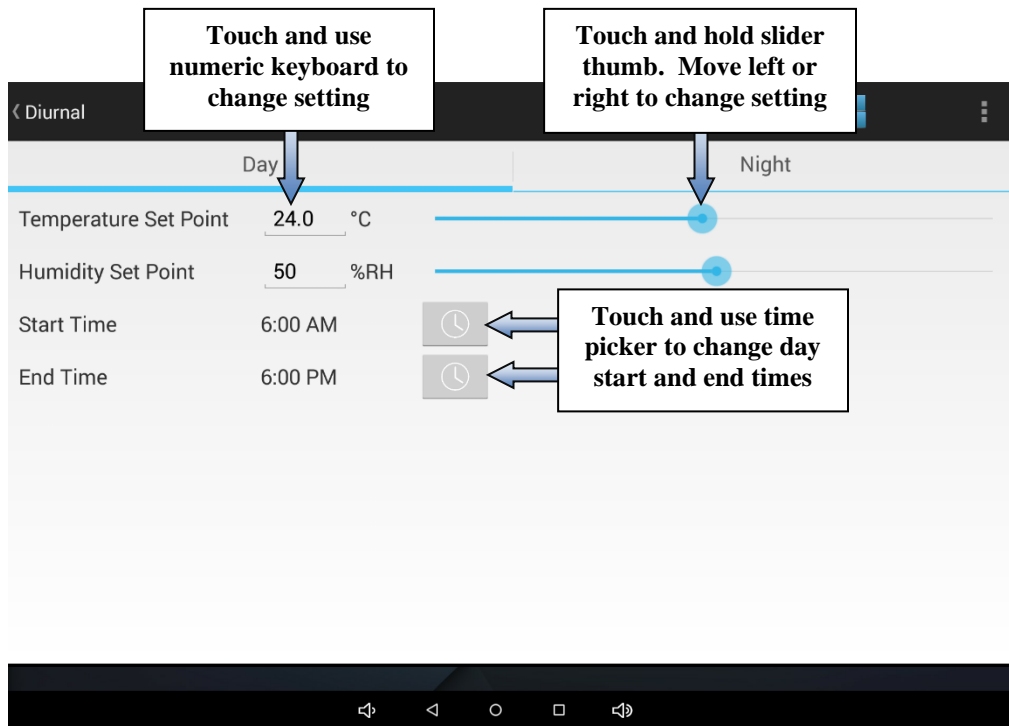 Touch and use
numeric keyboard to
change setting
Touch and hold slider
thumb. Move left or
right to change setting
Diurnal
Day
Night
Temperature Set Point 24.0 °C
Humidity Set Point 50 %RH
Start Time 6:00 AM
End Time 6:00 PM
Touch and use time
picker to change day
start and end times